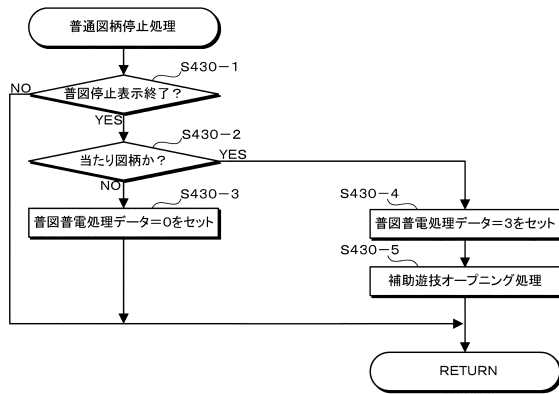 普通図柄停止処理
S430-1
普図停止表示終了？
NO
YES
S430-2
当たり図柄か？
YES
NO
S430-3
普図普電処理データ=0をセット
S430-4
普図普電処理データ=3をセット
S430-5
補助遊技オープニング処理
RETURN